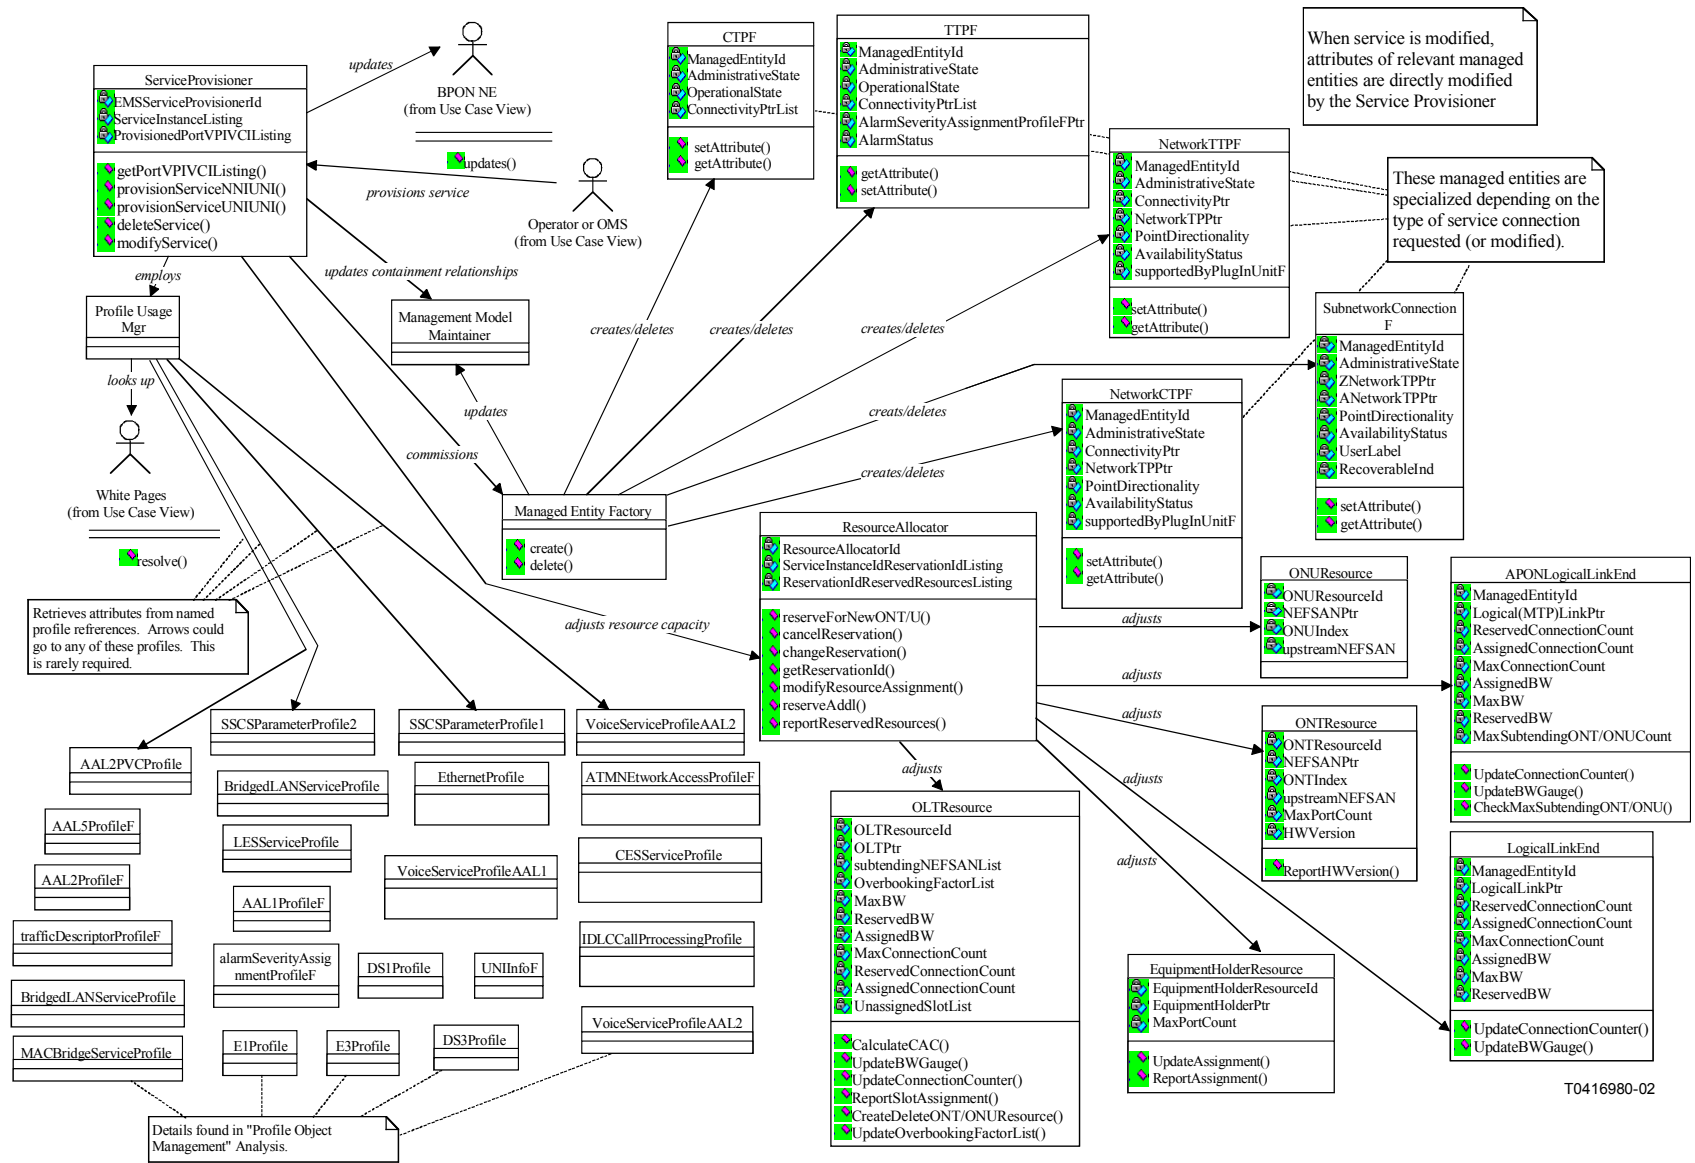 ServiceProvisioner
EMSServiceProvisionerId
ServiceInstanceListing
ProvisionedPortVPIVCIListing
getPortVPIVCIListing()
provisionServiceNNIUNI()
provisionServiceUNIUNI()
deleteService()
modifyService()
updates
BPON NE
(from Use Case View)
updates()
provisions service
Operator or OMS
(from Use Case View)
CTPF
ManagedEntityId
AdministrativeState
OperationalState
ConnectivityPtrList
setAttribute()
getAttribute()
TTPF
ManagedEntityId
AdministrativeState
OperationalState
ConnectivityPtrList
AlarmSeverityAssignmentProfileFPtr
AlarmStatus
getAttribute()
setAttribute()
NetworkTTPF
ManagedEntityId
AdministrativeState
ConnectivityPtr
NetworkTPPtr
PointDirectionality
AvailabilityStatus
supportedByPlugInUnitF
setAttribute()
getAttribute()
When service is modified,
attributes of relevant managed
entities are directly modified
by the Service Provisioner
These managed entities are
specialized depending on the
type of service connection
requested (or modified).
employs
Profile Usage
Mgr
looks up
White Pages
(from Use Case View)
resolve()
updates containment relationships
Management Model
Maintainer
updates
commissions
creates/deletes
creates/deletes
creates/deletes
creats/deletes
creates/deletes
Managed Entity Factory
create()
delete()
NetworkCTPF
ManagedEntityId
AdministrativeState
ConnectivityPtr
NetworkTPPtr
PointDirectionality
AvailabilityStatus
supportedByPlugInUnitF
setAttribute()
getAttribute()
SubnetworkConnection
F
ManagedEntityId
AdministrativeState
ZNetworkTPPtr
ANetworkTPPtr
PointDirectionality
AvailabilityStatus
UserLabel
RecoverableInd
setAttribute()
getAttribute()
Retrieves attributes from named
profile references.  Arrows could
go to any of these profiles.  This
is rarely required.
adjusts resource capacity
ResourceAllocator
ResourceAllocatorId
ServiceInstanceIdReservationIdListing
ReservationIdReservedResourcesListing
reserveForNewONT/U()
cancelReservation()
changeReservation()
getReservationId()
modifyResourceAssignment()
reserveAddl()
reportReservedResources()
adjusts
adjusts
adjusts
adjusts
adjusts
adjusts
ONUResource
ONUResourceId
NEFSANPtr
ONUIndex
upstreamNEFSAN
APONLogicalLinkEnd
ManagedEntityId
Logical(MTP)LinkPtr
ReservedConnectionCount
AssignedConnectionCount
MaxConnectionCount
AssignedBW
MaxBW
ReservedBW
MaxSubtendingONT/ONUCount
UpdateConnectionCounter()
UpdateBWGauge()
CheckMaxSubtendingONT/ONU()
ONTResource
ONTResourceId
NEFSANPtr
ONTIndex
upstreamNEFSAN
MaxPortCount
HWVersion
ReportHWVersion()
LogicalLinkEnd
ManagedEntityId
LogicalLinkPtr
ReservedConnectionCount
AssignedConnectionCount
MaxConnectionCount
AssignedBW
MaxBW
ReservedBW
UpdateConnectionCounter()
UpdateBWGauge()
OLTResource
OLTResourceId
OLTPtr
subtendingNEFSANList
OverbookingFactorList
MaxBW
ReservedBW
AssignedBW
MaxConnectionCount
ReservedConnectionCount
AssignedConnectionCount
UnassignedSlotList
CalculateCAC()
UpdateBWGauge()
UpdateConnectionCounter()
ReportSlotAssignment()
CreateDeleteONT/ONUResource()
UpdateOverbookingFactorList()
EquipmentHolderResource
EquipmentHolderResourceId
EquipmentHolderPtr
MaxPortCount
UpdateAssignment()
ReportAssignment()
SSCSParameterProfile2
SSCSParameterProfile1
VoiceServiceProfileAAL2
AAL2PVCProfile
BridgedLANServiceProfile
EthernetProfile
ATMNEtworkAccessProfileF
AAL5ProfileF
LESServiceProfile
VoiceServiceProfileAAL1
CESServiceProfile
AAL2ProfileF
AAL1ProfileF
trafficDescriptorProfileF
alarmSeverityAssig
nmentProfileF
DS1Profile
UNIInfoF
IDLCCallPrrocessingProfile
BridgedLANServiceProfile
VoiceServiceProfileAAL2
MACBridgeServiceProfile
E1Profile
E3Profile
DS3Profile
Details found in "Profile Object
Management" Analysis.
T0416980-02